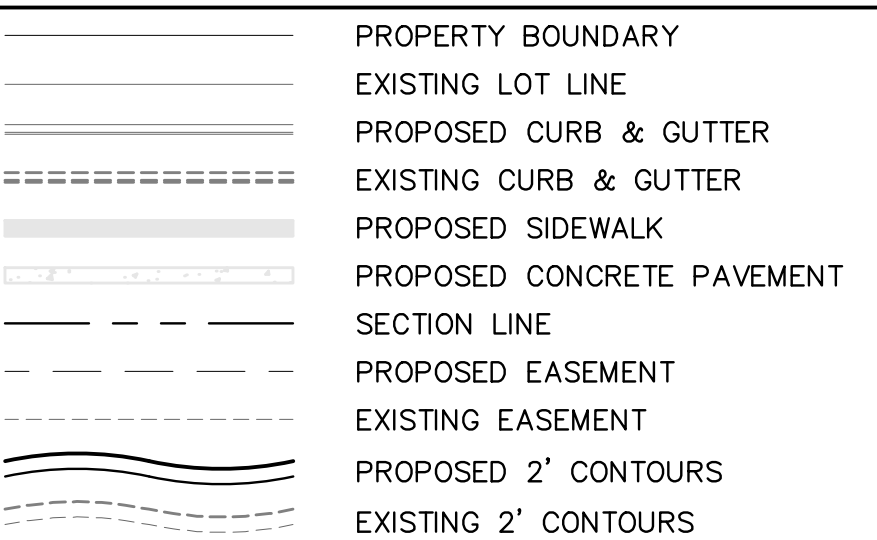 PROPERTY BOUNDARY
EXISTING LOT LINE
PROPOSED CURB & GUTTER
EXISTING CURB & GUTTER
PROPOSED SIDEWALK
PROPOSED CONCRETE PAVEMENT
SECTION LINE
PROPOSED EASEMENT
EXISTING EASEMENT
PROPOSED 2' CONTOURS
EXISTING 2' CONTOURS